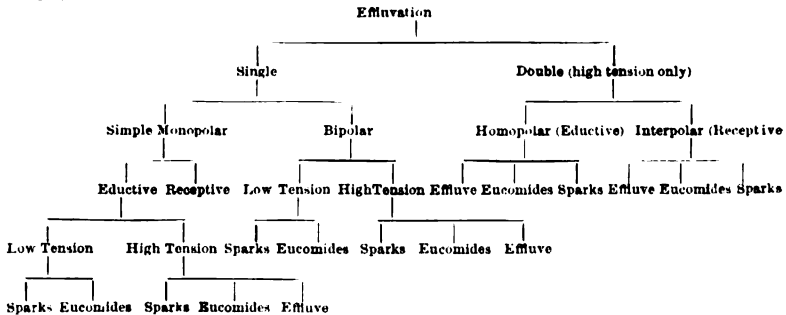 Effluvation
Single Double (high tension only)
Simple Monopolar Bipolar Homopolar (Eductive) Interpolar (Receptive
Eductive Receptive Low Tension High Tension Effluve Eucomides Sparks Effluve Eucomides Sparks
Low Tension High Tension Sparks Eucomides Sparks Eucomides Effluve
Sparks Eucomides Sparks Eucomides Effluve